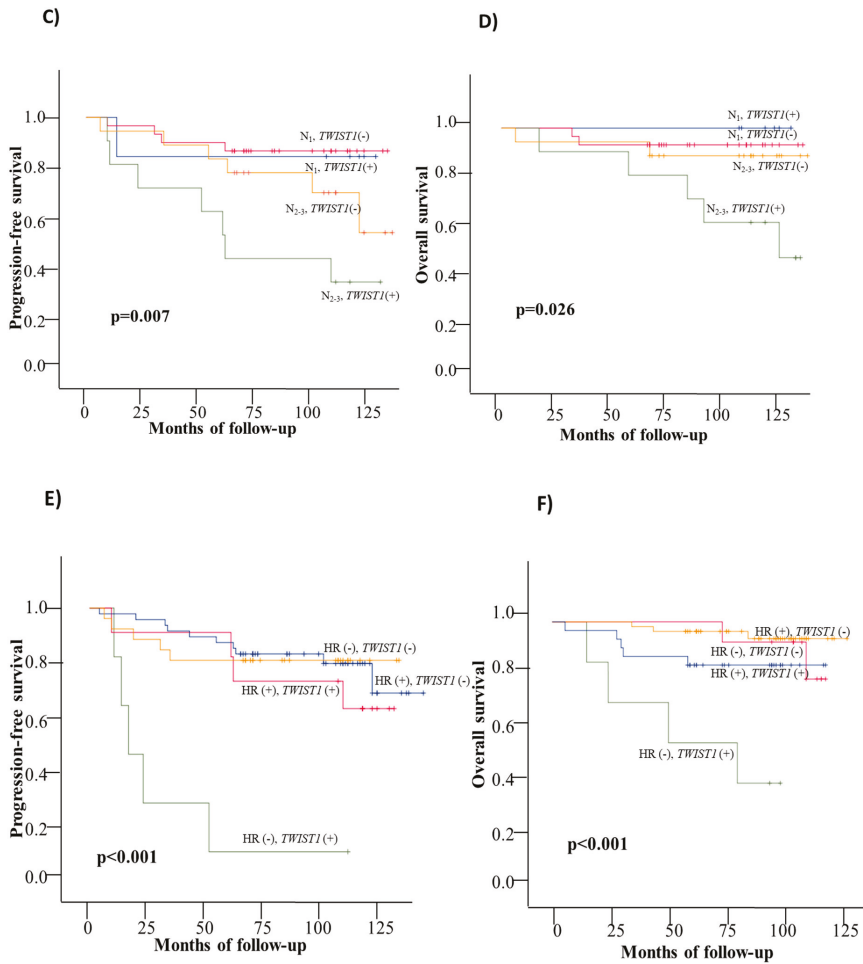 C)
Progression-free survival
1.0
0.8
0.6
0.4
0.2
0.0
N1, TWIST1(-)
N1, TWIST1(+)
N2-3, TWIST1(-)
N2-3, TWIST1(+)
p=0.007
0 25 50 75 100 125
Months of follow-up
D)
Overall survival
1.0
0.8
0.6
0.4
0.2
0.0
N1, TWIST1(+)
N1, TWIST1(-)
N2-3, TWIST1(-)
N2-3, TWIST1(+)
p=0.026
0 25 50 75 100 125
Months of follow-up
E)
Progression-free survival
1.0
0.8
0.6
0.4
0.2
0.0
HR (-), TWIST1 (-)
HR (+), TWIST1 (-)
HR (+), TWIST1 (+)
HR (-), TWIST1 (+)
p<0.001
0 25 50 75 100 125
Months of follow-up
F)
Overall survival
1.0
0.8
0.6
0.4
0.2
0.0
HR (+), TWIST1 (-)
HR (-), TWIST1 (-)
HR (+), TWIST1 (+)
HR (-), TWIST1 (+)
p<0.001
0 25 50 75 100 125
Months of follow-up